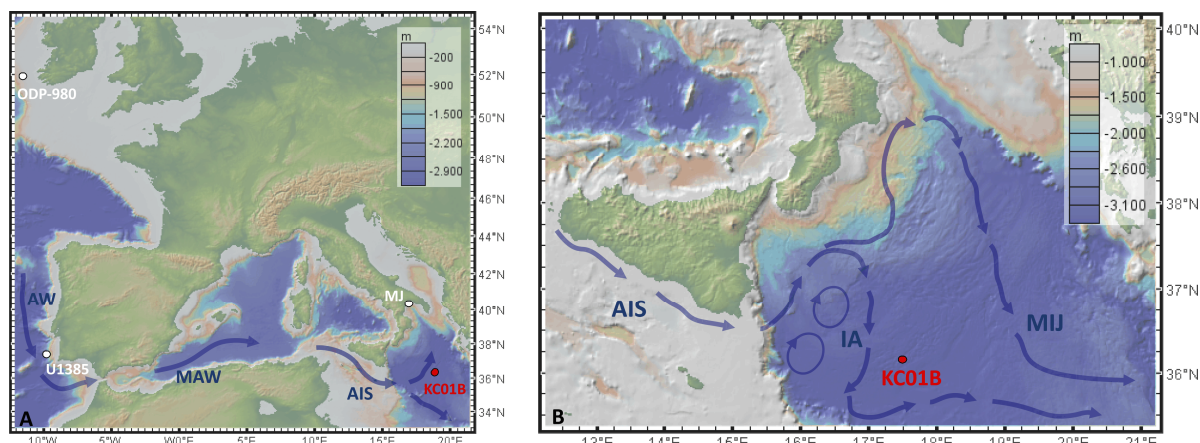 54°N
m
-200
-900
-1.500
-2.200
-2.900
52°N
ODP-980
50°N
48°N
46°N
44°N
42°N
AW
MJ
40°N
38°N
U1385
MAW
AIS
KC01B
36°N
34°N
A
10°W 5°W W0°E 5°E 10°E 15°E 20°E
40°N
m
-1.000
-1.500
-2.000
-2.600
-3.100
39°N
38°N
37°N
AIS
IA
MIJ
KC01B
36°N
B
13°E 14°E 15°E 16°E 17°E 18°E 19°E 20°E